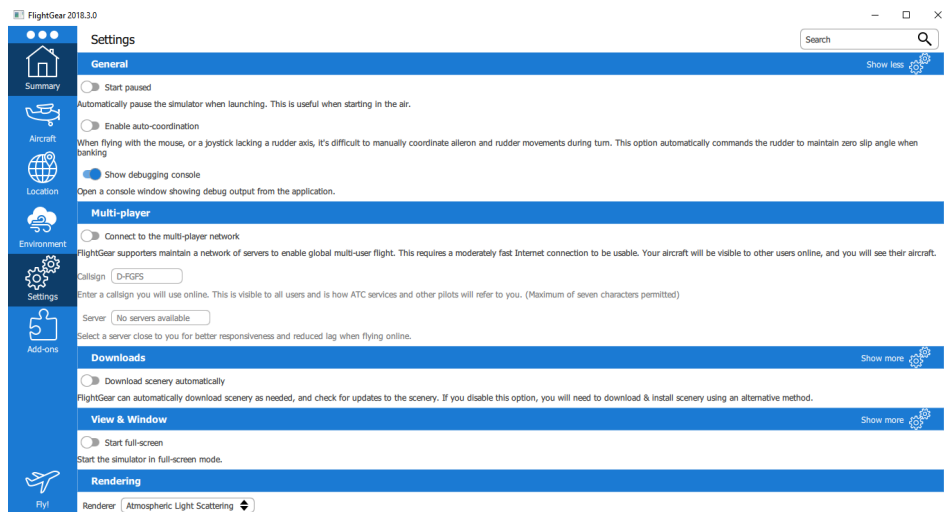 FlightGear 2018.3.0
Settings
Search
Summary
Aircraft
Location
Environment
Settings
Add-ons
Fly!
General
Show less
Start paused
Automatically pause the simulator when launching. This is useful when starting in the air.
Enable auto-coordination
When flying with the mouse, or a joystick lacking a rudder axis, it's difficult to manually coordinate aileron and rudder movements during turn. This option automatically commands the rudder to maintain zero slip angle when
banking
Show debugging console
Open a console window showing debug output from the application.
Multi-player
Connect to the multi-player network
FlightGear supporters maintain a network of servers to enable global multi-user flight. This requires a moderately fast Internet connection to be usable. Your aircraft will be visible to other users online, and you will see their aircraft.
Callsign D-FGFS
Enter a callsign you will use online. This is visible to all users and is how ATC services and other pilots will refer to you. (Maximum of seven characters permitted)
Server No servers available
Select a server close to you for better responsiveness and reduced lag when flying online.
Downloads
Show more
Download scenery automatically
FlightGear can automatically download scenery as needed, and check for updates to the scenery. If you disable this option, you will need to download & install scenery using an alternative method.
View & Window
Show more
Start full-screen
Start the simulator in full-screen mode.
Rendering
Renderer Atmospheric Light Scattering